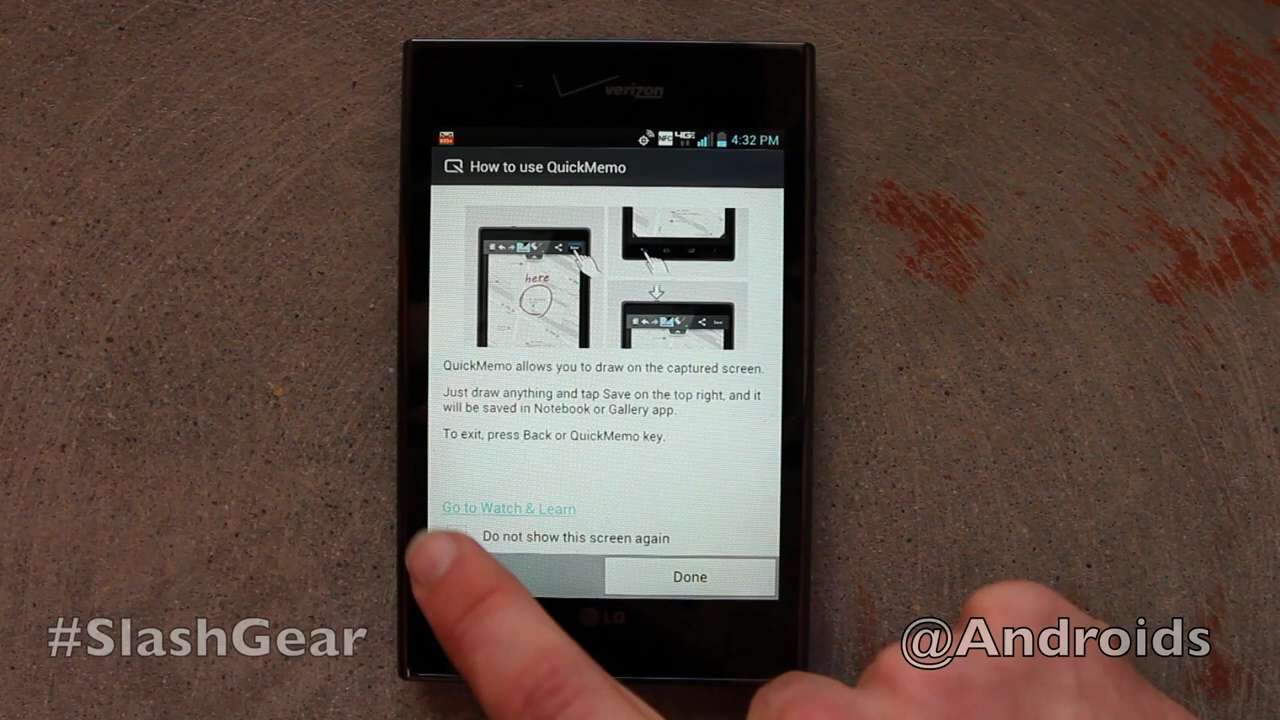 verizon
NFC 4G 4:32 PM
How to use QuickMemo
here
QuickMemo allows you to draw on the captured screen.
Just draw anything and tap Save on the top right, and it
will be saved in Notebook or Gallery app.
To exit, press Back or QuickMemo key.
Go to Watch & Learn
Do not show this screen again
Done
LG
#SlashGear
@Androids